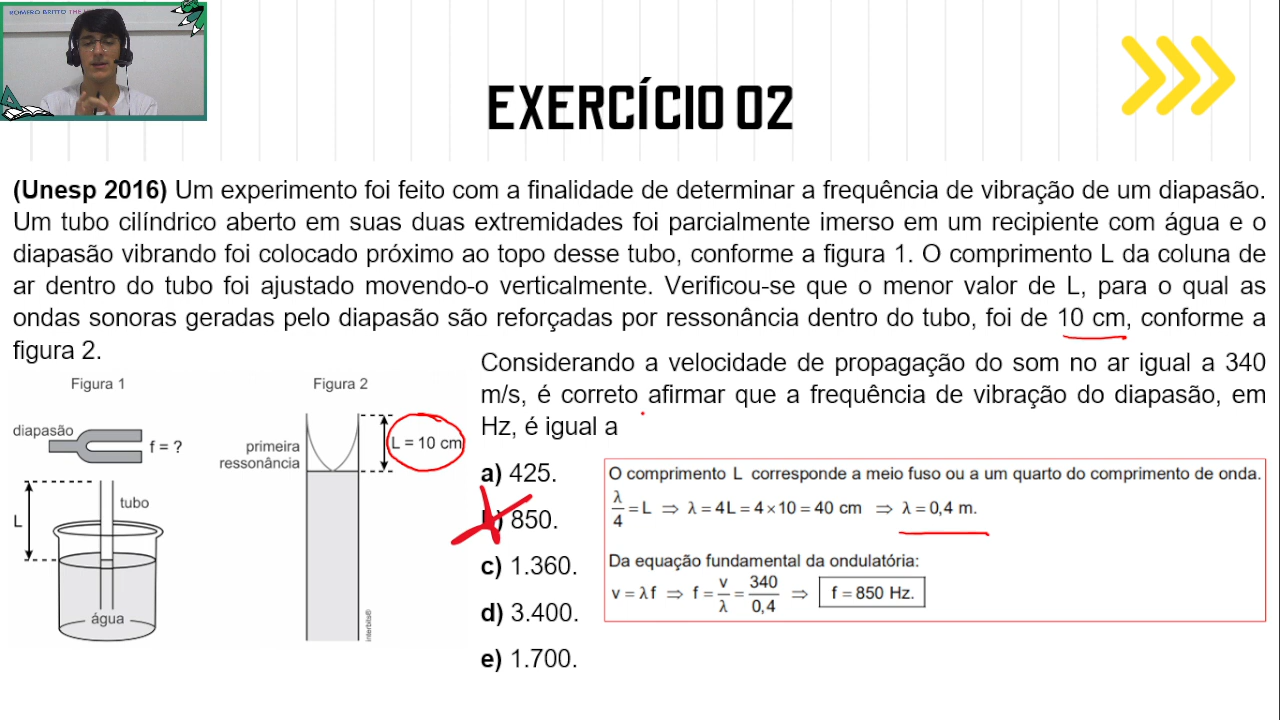 ROMERO BRITTO THE
EXERCÍCIO 02
(Unesp 2016) Um experimento foi feito com a finalidade de determinar a frequência de vibração de um diapasão.
Um tubo cilíndrico aberto em suas duas extremidades foi parcialmente imerso em um recipiente com água e o
diapasão vibrando foi colocado próximo ao topo desse tubo, conforme a figura 1. O comprimento L da coluna de
ar dentro do tubo foi ajustado movendo-o verticalmente. Verificou-se que o menor valor de L, para o qual as
ondas sonoras geradas pelo diapasão são reforçadas por ressonância dentro do tubo, foi de 10 cm, conforme a
figura 2.
Figura 1
diapasão
f = ?
tubo
L
água
Figura 2
primeira
ressonância
L = 10 cm
interbits®
Considerando a velocidade de propagação do som no ar igual a 340
m/s, é correto afirmar que a frequência de vibração do diapasão, em
Hz, é igual a
a) 425.
b) 850.
c) 1.360.
d) 3.400.
e) 1.700.
O comprimento L corresponde a meio fuso ou a um quarto do comprimento de onda.
λ/4 = L ⇒ λ = 4L = 4 × 10 = 40 cm ⇒ λ = 0,4 m.
Da equação fundamental da ondulatória:
v = λ f ⇒ f = v/λ = 340/0,4 ⇒ f = 850 Hz.